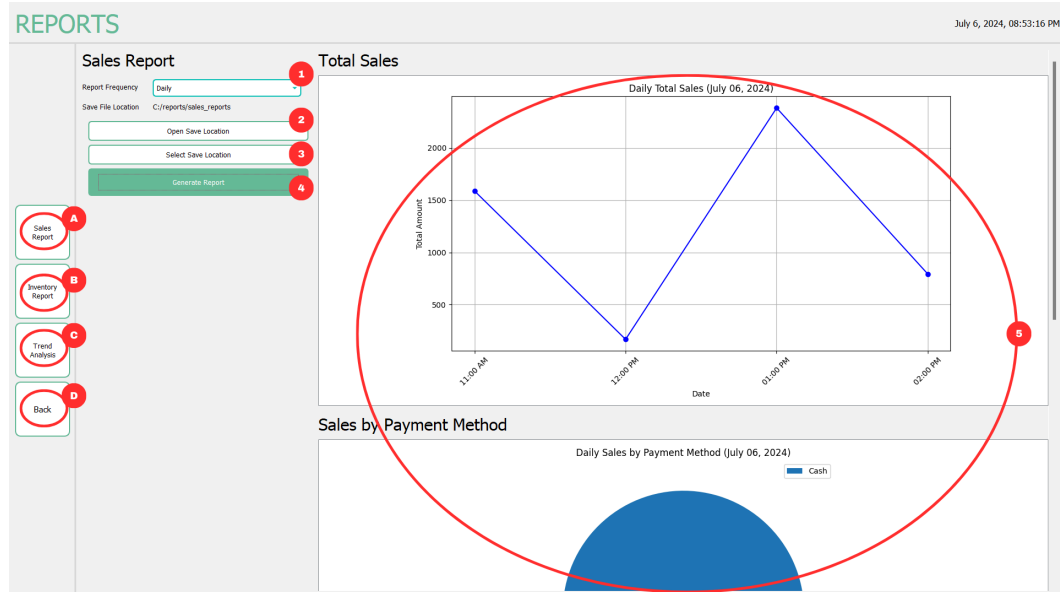 REPORTS
July 6, 2024, 08:53:16 PM
Sales Report
1
Report Frequency
Daily
Save File Location
C:/reports/sales_reports
2
Open Save Location
3
Select Save Location
4
Generate Report
A
Sales
Report
B
Inventory
Report
C
Trend
Analysis
D
Back
Total Sales
Daily Total Sales (July 06, 2024)
Total Amount
2000
1500
1000
500
11:00 AM
12:00 PM
01:00 PM
02:00 PM
Date
5
Sales by Payment Method
Daily Sales by Payment Method (July 06, 2024)
Cash